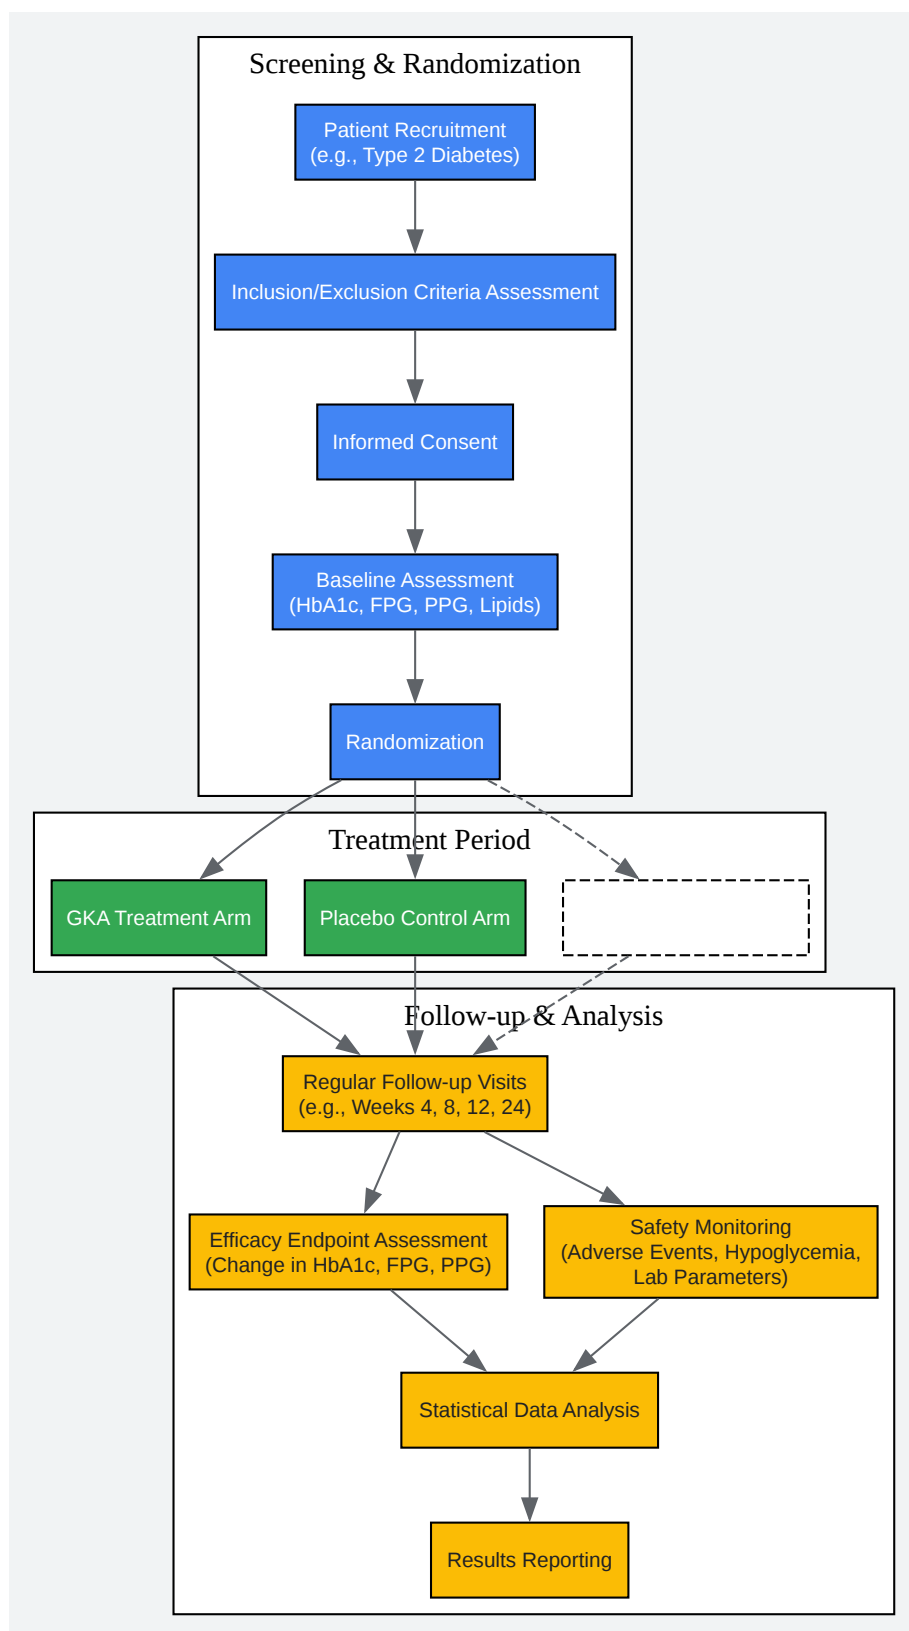 Screening & Randomization
Patient Recruitment
(e.g., Type 2 Diabetes)
Inclusion/Exclusion Criteria Assessment
Informed Consent
Baseline Assessment
(HbA1c, FPG, PPG, Lipids)
Randomization
Treatment Period
GKA Treatment Arm
Placebo Control Arm
Follow-up & Analysis
Regular Follow-up Visits
(e.g., Weeks 4, 8, 12, 24)
Efficacy Endpoint Assessment
(Change in HbA1c, FPG, PPG)
Safety Monitoring
(Adverse Events, Hypoglycemia,
Lab Parameters)
Statistical Data Analysis
Results Reporting